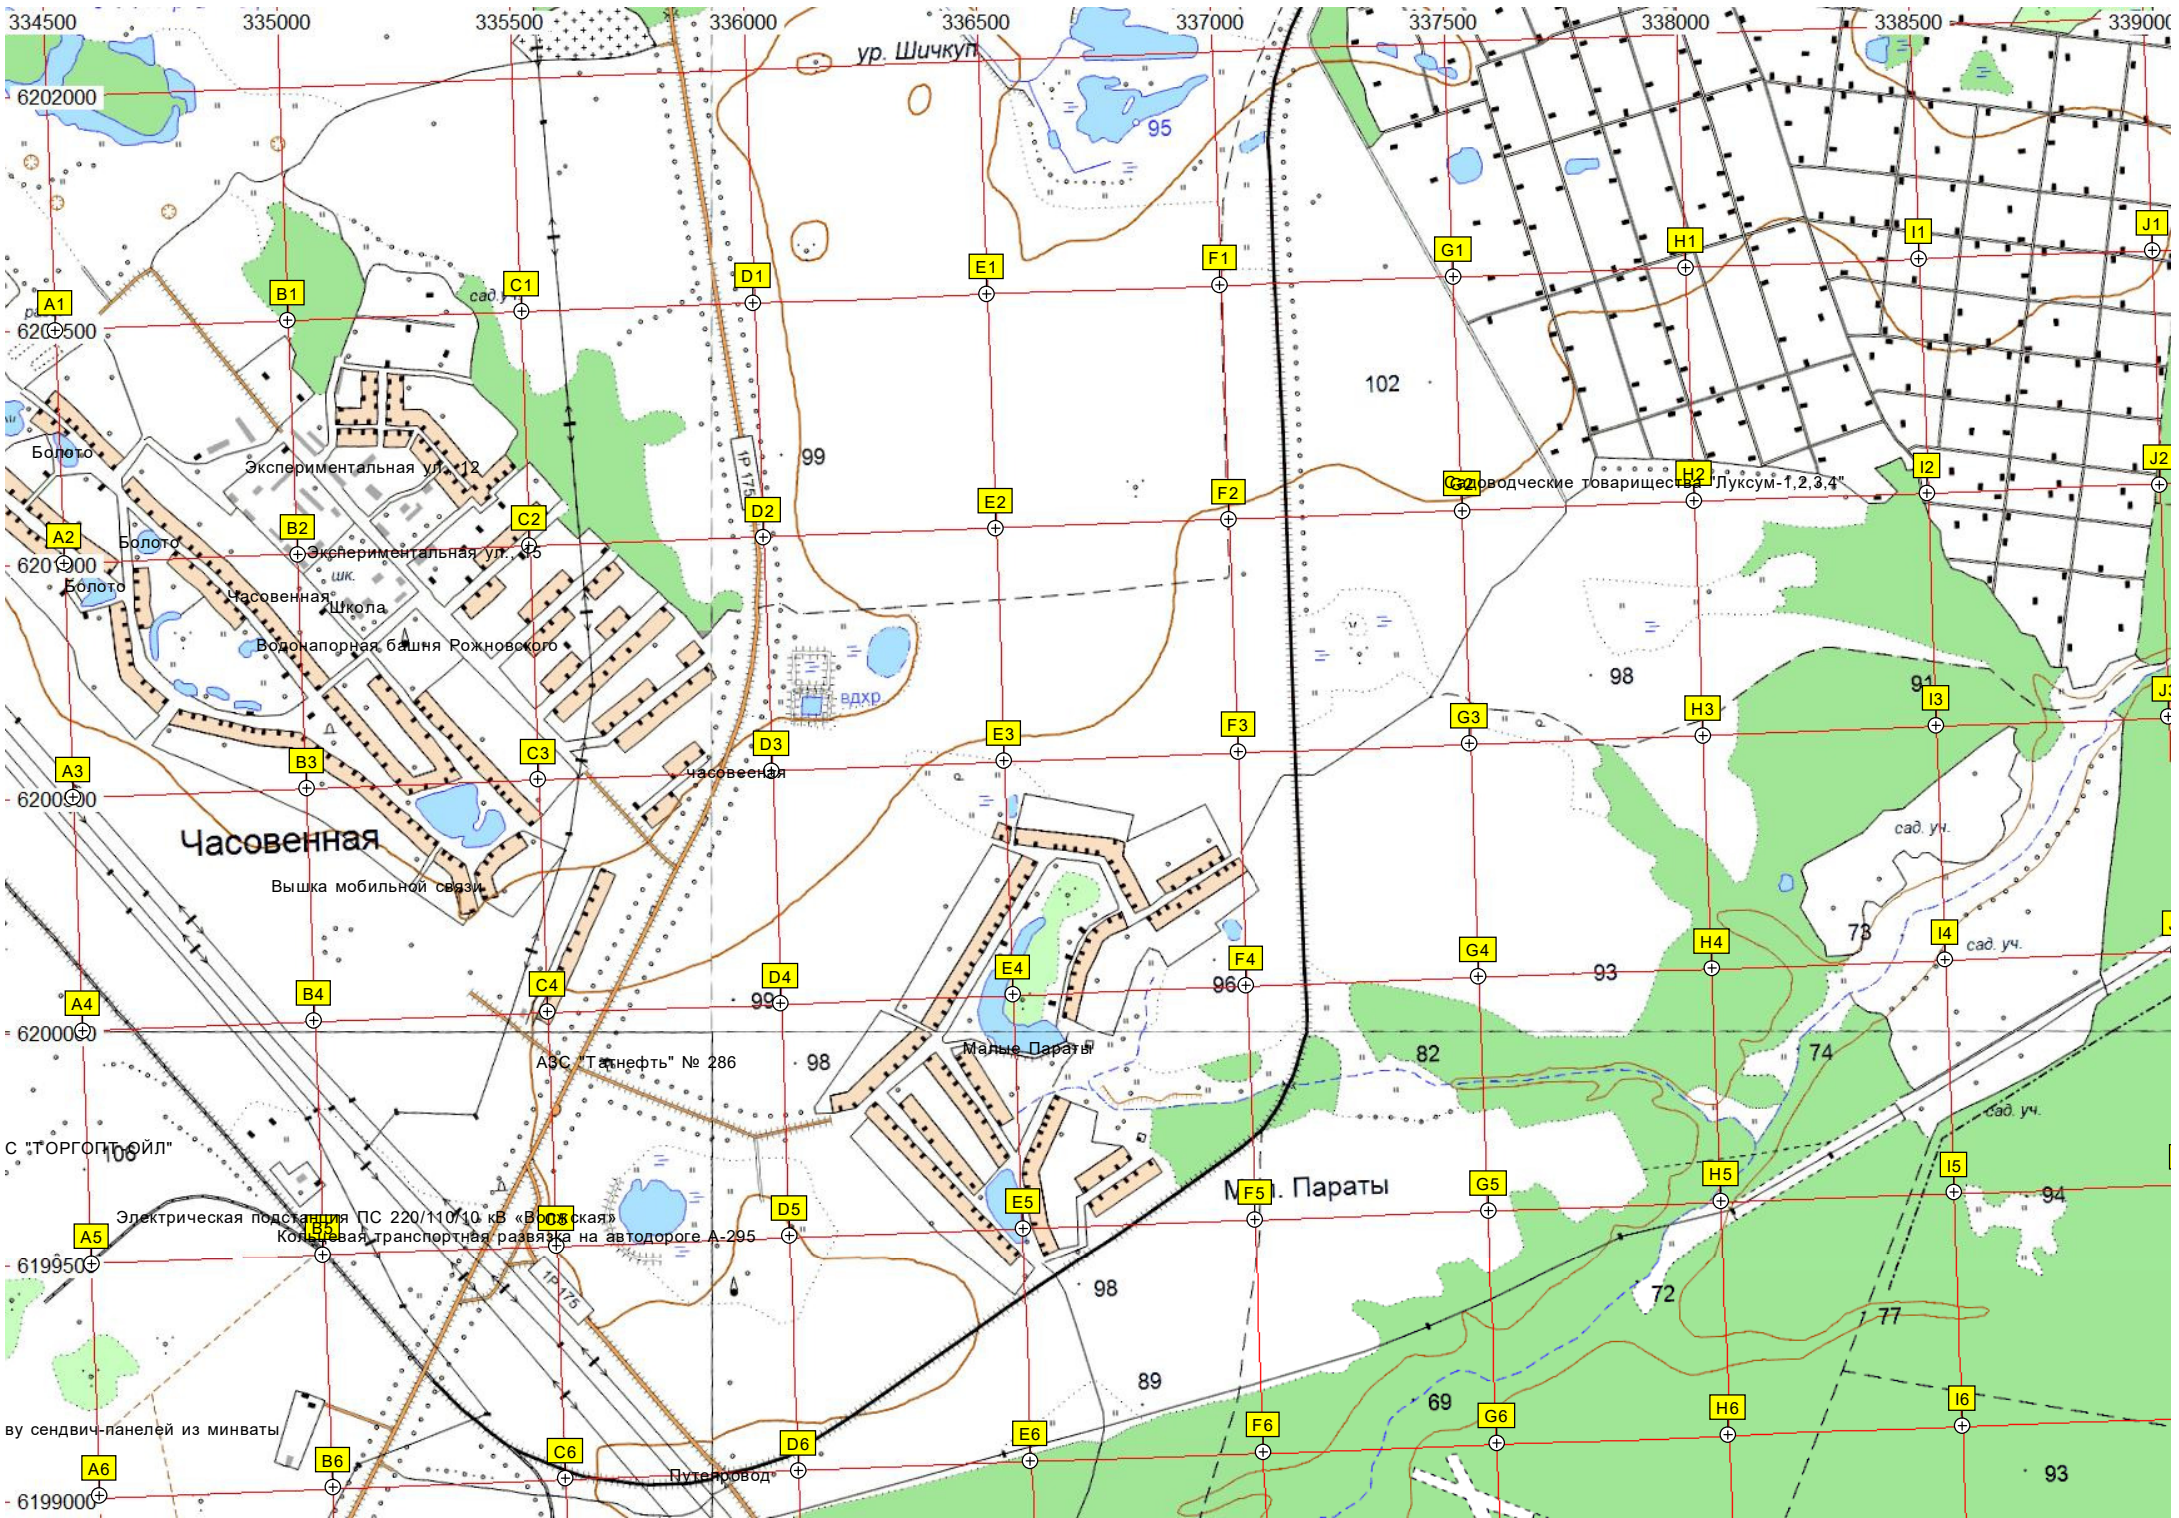 334500 335000 335500 336000 336500 337000 337500 338000 338500 339000
ур. Шичкуп
6202000
95
J1
I1
H1
G1
F1
E1
D1
C1
B1
A1
сад.уч.
102
99
Болото
Экспериментальная ул., 12
1Р 175
J2
I2
H2
Садоводческие товарищества "Луксум-1,2,3,4"
F2
E2
D2
C2
B2
A2
Экспериментальная ул., 15
Болото
6201000
шк.
Болото
Часовенная
Школа
Водонапорная башня Рожновского
98
91
вдхр
I3
H3
G3
F3
E3
D3
C3
B3
A3
часовееная
Часовенная
сад. уч.
Вышка мобильной связи
73
I4
сад. уч.
H4
G4
F4
E4
D4
C4
B4
A4
93
96
99
6200000
Малые Параты
АЗС "Татнефть" № 286
98
82
74
сад. уч.
С "ТОРГОПТ-ОЙЛ"
106
I5
H5
G5
F5
E5
D5
C5
B5
A5
94
Мал. Параты
Электрическая подстанция ПС 220/110/10 кВ «Волжская»
Кольцевая транспортная развязка на автодороге А-295
6199500
1Р 175
98
72
77
89
69
ву сендвич-панелей из минваты
I6
H6
G6
F6
E6
D6
C6
B6
A6
Путепровод
93
6199000